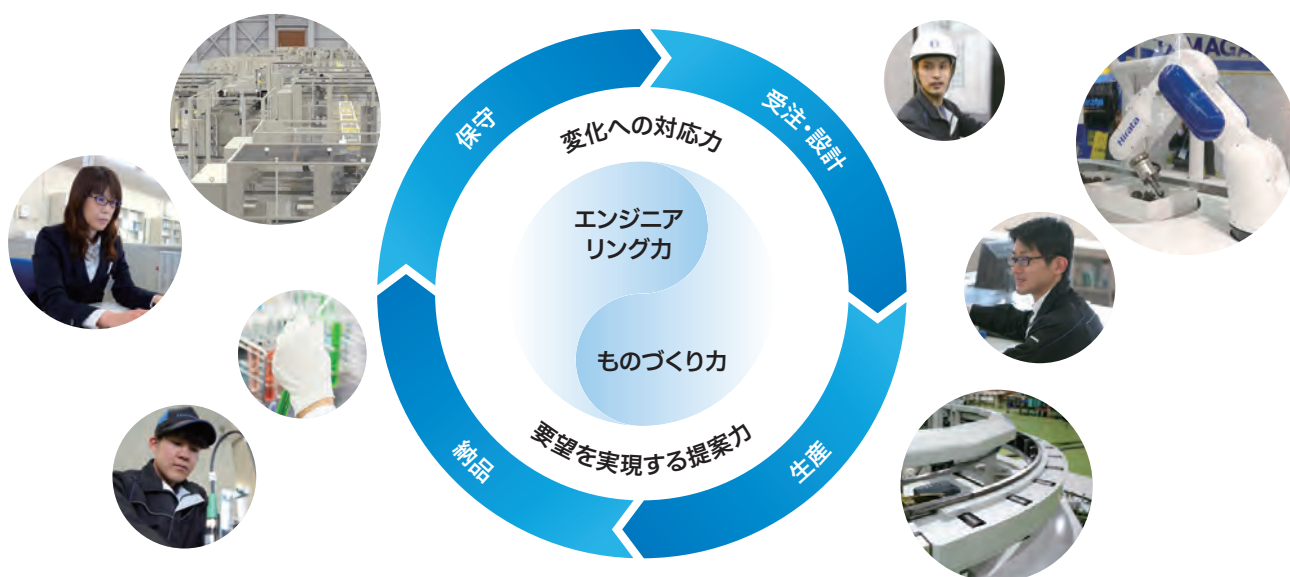 保守
受注・設計
変化への対応力
エンジニア
リング力
ものづくり力
要望を実現する提案力
納品
生産
Hirata